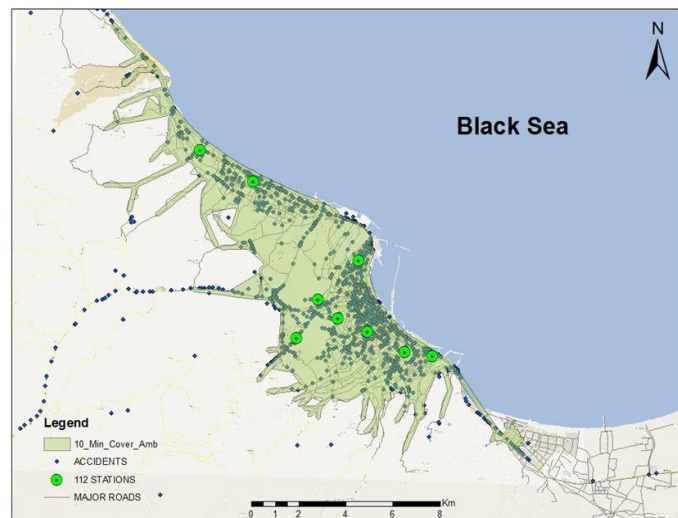 N
Black Sea
Legend
10_Min_Cover_Amb
ACCIDENTS
112 STATIONS
MAJOR ROADS
Km
0 1 2 4 6 8